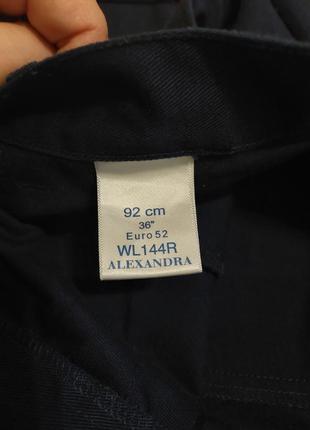 92 cm
36"
Euro 52
WL144R
ALEXANDRA